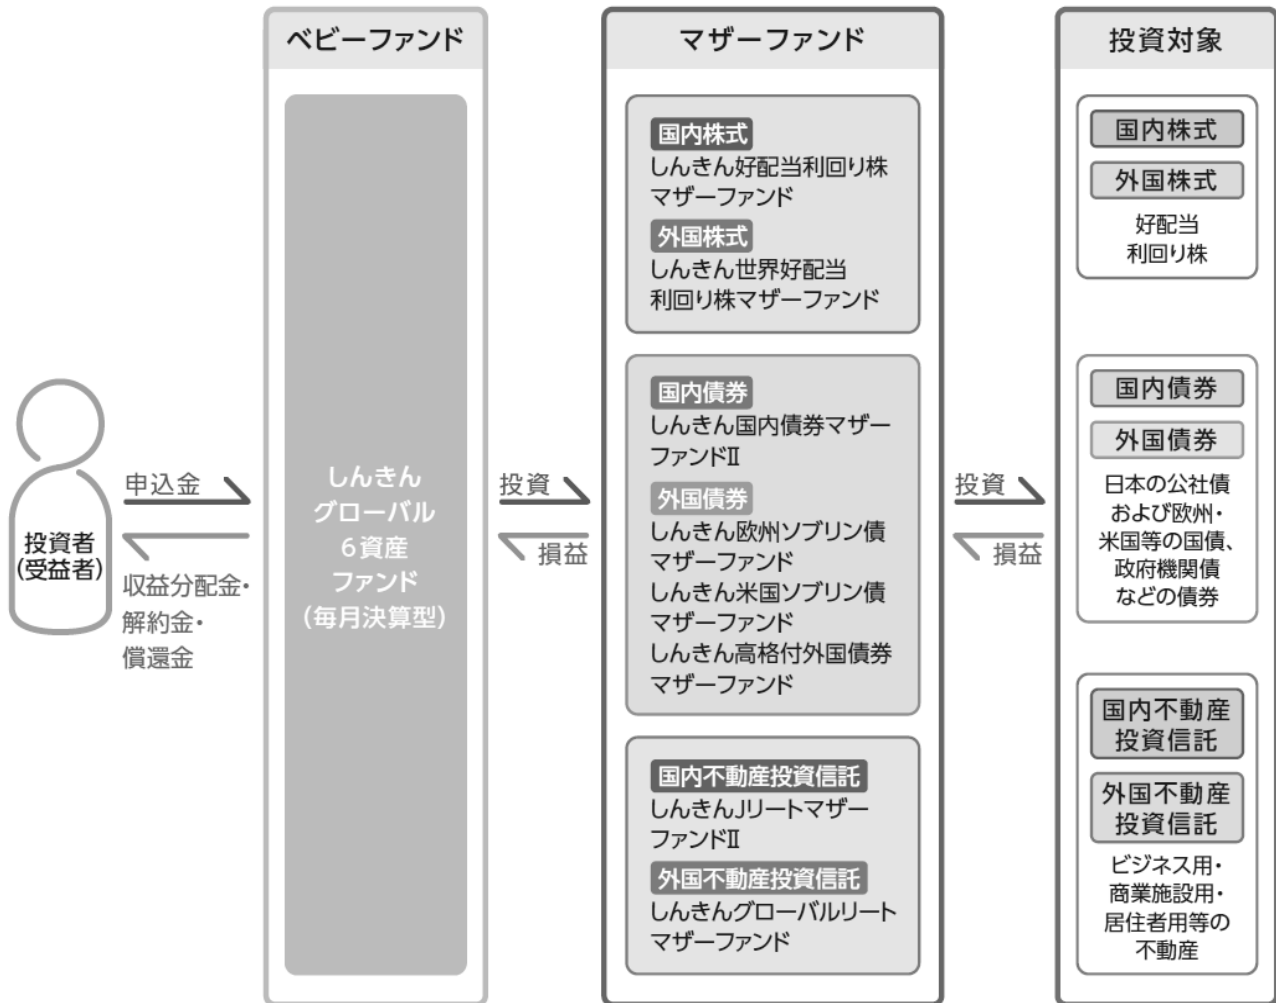 ベビーファンド
マザーファンド
投資対象
投資者
(受益者)
申込金
収益分配金・
解約金・
償還金
しんきん
グローバル
6資産
ファンド
(毎月決算型)
投資
損益
国内株式
しんきん好配当利回り株
マザーファンド
外国株式
しんきん世界好配当
利回り株マザーファンド
国内債券
しんきん国内債券マザー
ファンドⅡ
外国債券
しんきん欧州ソブリン債
マザーファンド
しんきん米国ソブリン債
マザーファンド
しんきん高格付外国債券
マザーファンド
国内不動産投資信託
しんきんJリートマザー
ファンドⅡ
外国不動産投資信託
しんきんグローバルリート
マザーファンド
投資
損益
国内株式
外国株式
好配当
利回り株
国内債券
外国債券
日本の公社債
および欧州・
米国等の国債、
政府機関債
などの債券
国内不動産
投資信託
外国不動産
投資信託
ビジネス用・
商業施設用・
居住者用等の
不動産